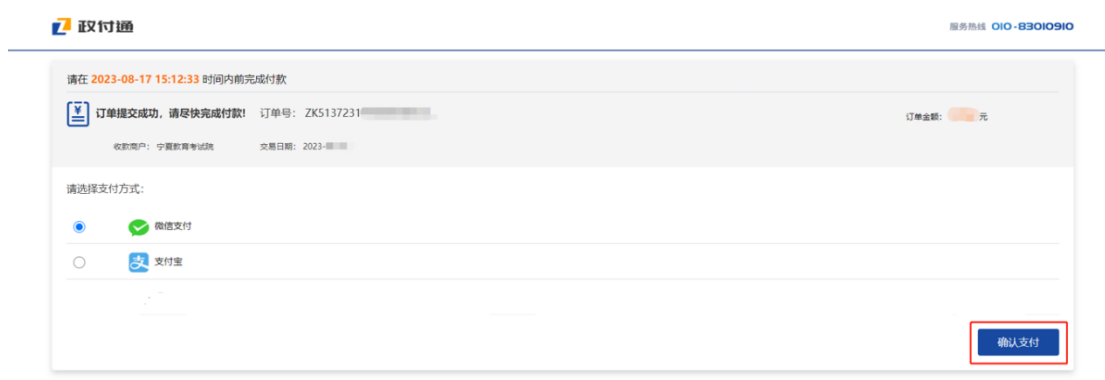 政付通
服务热线 010-83010910
请在 2023-08-17 15:12:33 时间内前完成付款
订单提交成功，请尽快完成付款! 订单号： ZK5137231
订单金额： 元
收款商户： 宁夏教育考试院 交易日期： 2023-
请选择支付方式：
微信支付
支付宝
确认支付